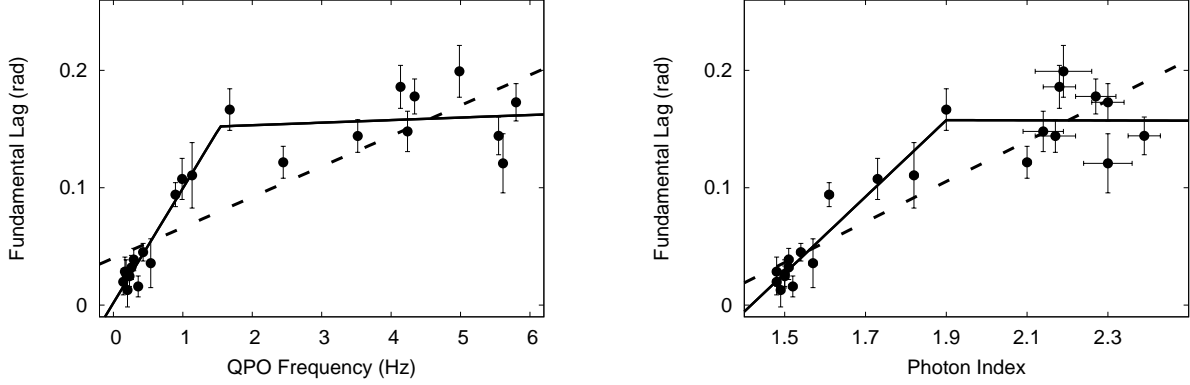 Fundamental Lag (rad)
0.2
0.1
0
0 1 2 3 4 5 6
QPO Frequency (Hz)
Fundamental Lag (rad)
0.2
0.1
0
1.5 1.7 1.9 2.1 2.3
Photon Index